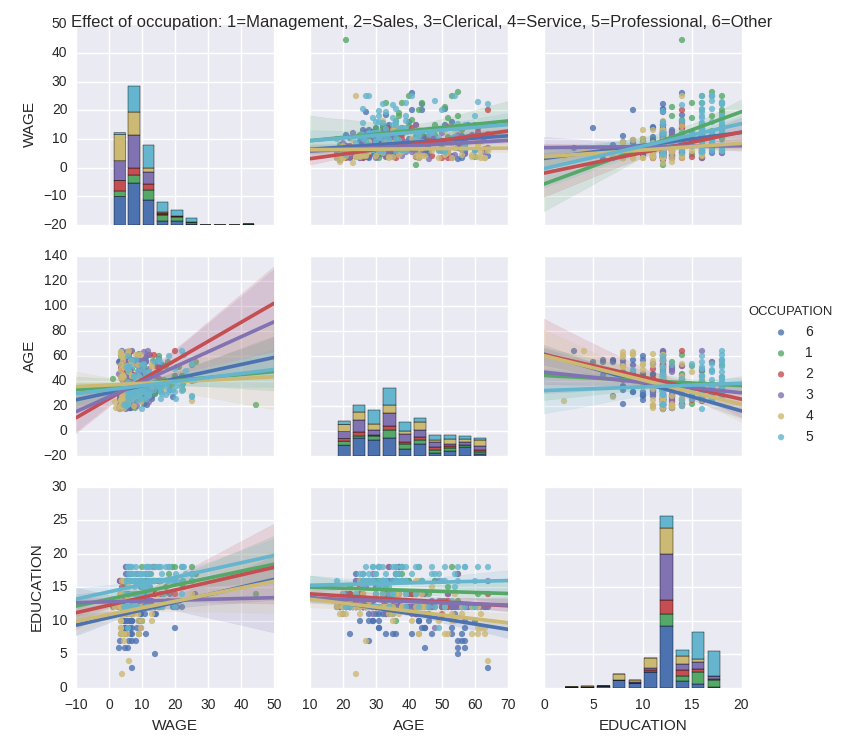 Effect of occupation: 1=Management, 2=Sales, 3=Clerical, 4=Service, 5=Professional, 6=Other
50
40
30
20
10
0
−10
−20
WAGE
140
120
100
80
60
40
20
0
−20
AGE
OCCUPATION
6
1
2
3
4
5
30
25
20
15
10
5
0
EDUCATION
−10 0 10 20 30 40 50
10 20 30 40 50 60 70
0 5 10 15 20
WAGE
AGE
EDUCATION